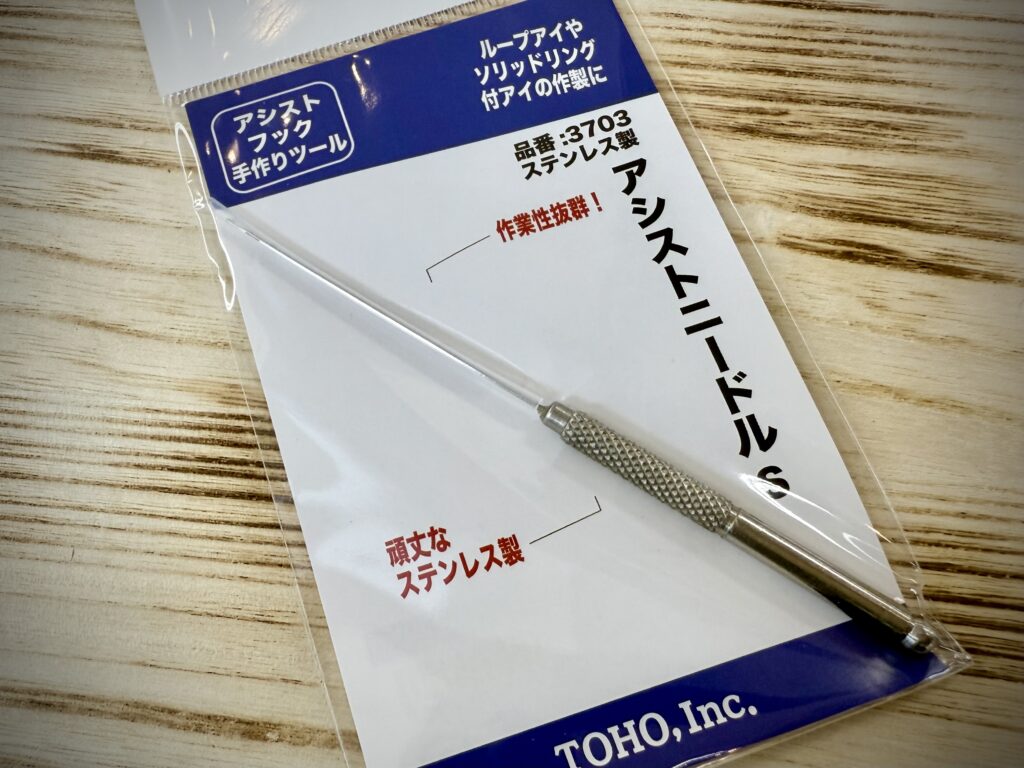 アシスト
フック
手作りツール
ループアイや
ソリッドリング
付アイの作製に
品番:3703
ステンレス製
アシストニードル S
作業性抜群！
頑丈な
ステンレス製
TOHO, Inc.